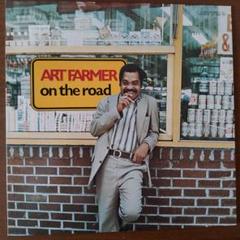 ART FARMER
on the road